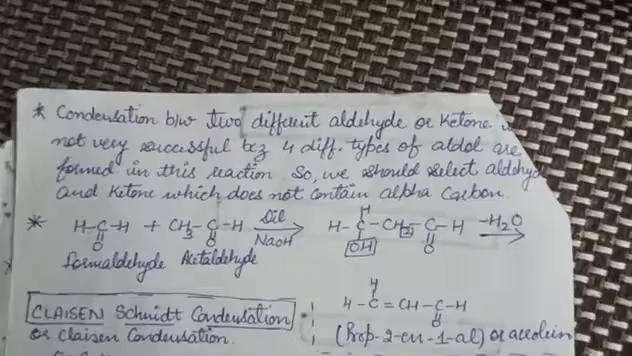 * Condensation b/w two different aldehyde or Ketone
not very successful bcz 4 diff. types of aldol are
formed in this reaction. So, we should select aldehyd
and Ketone which does not contain alpha Carbon.
* H-C-H + CH3-C-H Dil NaOH H-C-CH2-C-H -H2O
O O H OH O
formaldehyde Acetaldehyde
CLAISEN Schmidt Condensation
or Claisen Condensation.
H
H-C=CH-C-H
O
(Prop-2-en-1-al) or acrolein